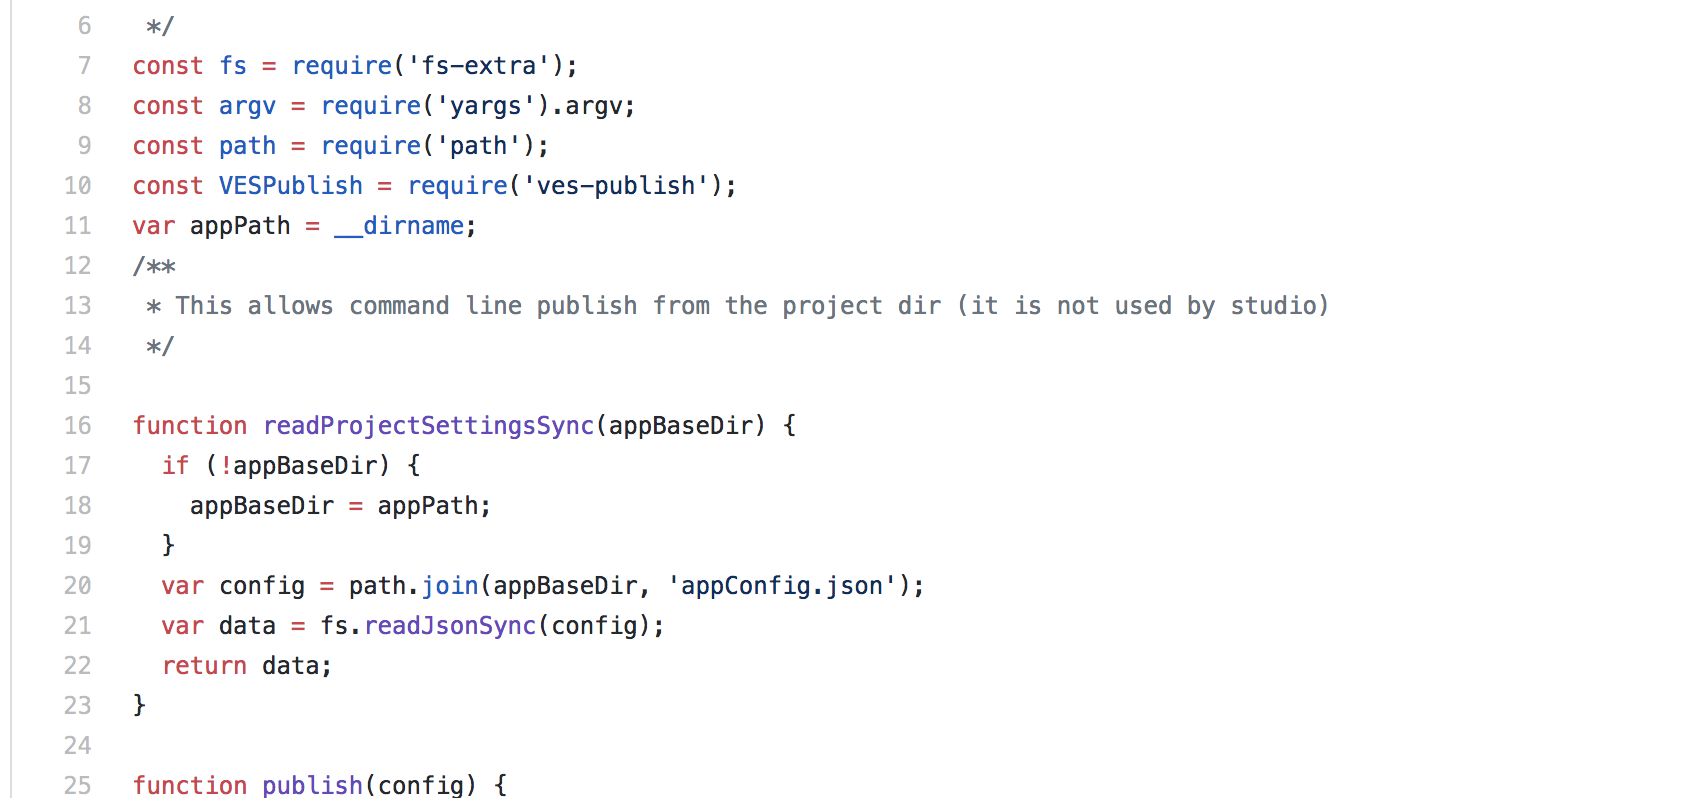 6 */
7 const fs = require('fs-extra');
8 const argv = require('yargs').argv;
9 const path = require('path');
10 const VESPublish = require('ves-publish');
11 var appPath = __dirname;
12 /**
13 * This allows command line publish from the project dir (it is not used by studio)
14 */
15
16 function readProjectSettingsSync(appBaseDir) {
17 if (!appBaseDir) {
18 appBaseDir = appPath;
19 }
20 var config = path.join(appBaseDir, 'appConfig.json');
21 var data = fs.readJsonSync(config);
22 return data;
23 }
24
25 function publish(config) {